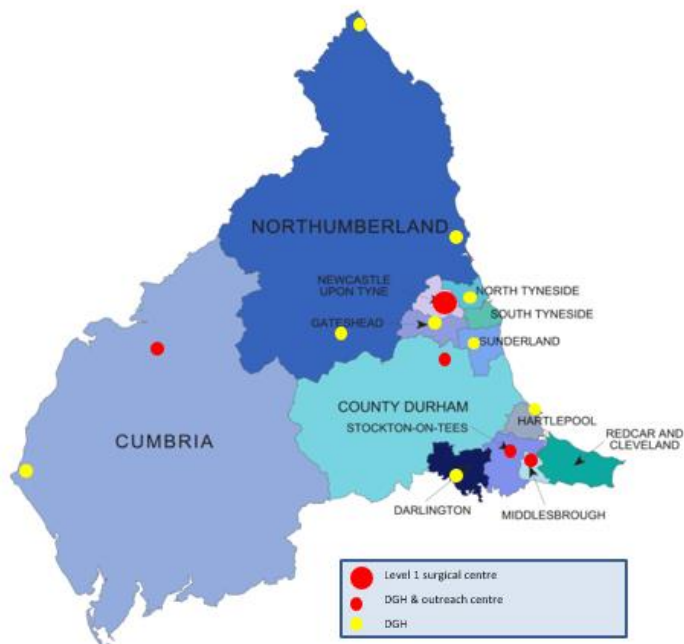 NORTHUMBERLAND
NEWCASTLE
UPON TYNE
NORTH TYNESIDE
SOUTH TYNESIDE
GATESHEAD
SUNDERLAND
COUNTY DURHAM
HARTLEPOOL
STOCKTON-ON-TEES
REDCAR AND
CLEVELAND
CUMBRIA
DARLINGTON
MIDDLESBROUGH
Level 1 surgical centre
DGH & outreach centre
DGH